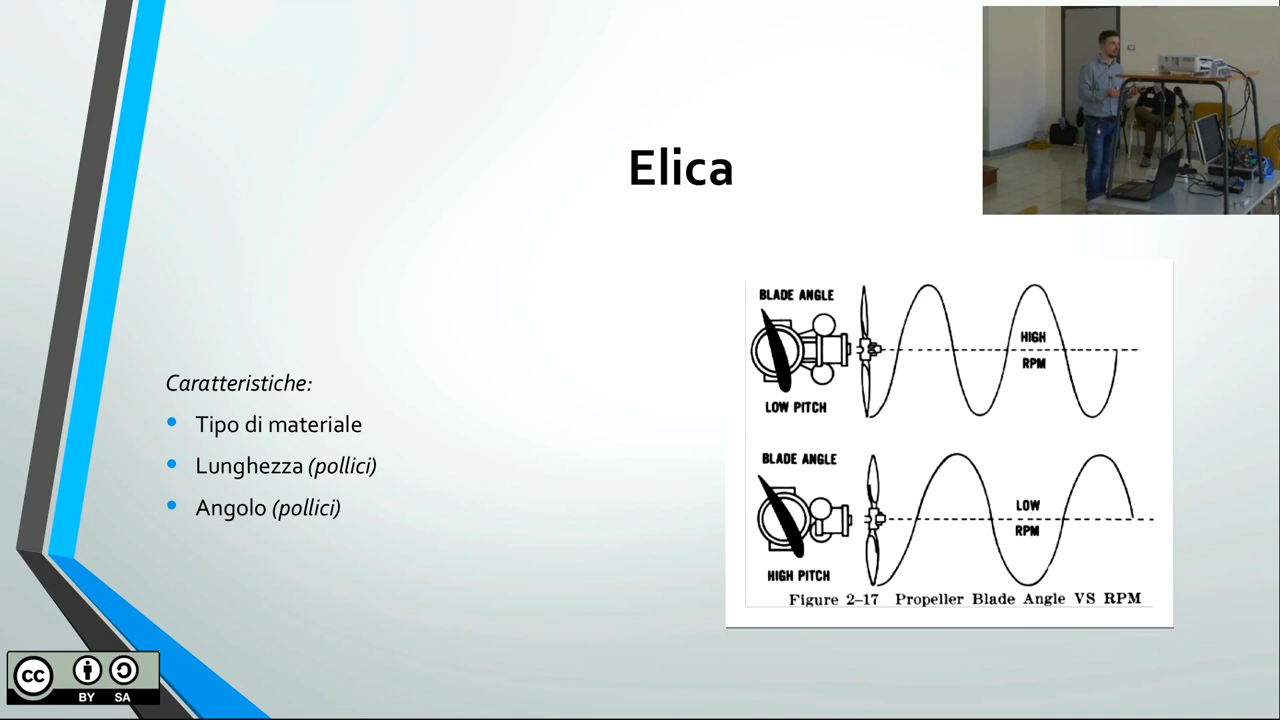 Elica
Caratteristiche:
Tipo di materiale
Lunghezza (pollici)
Angolo (pollici)
BLADE ANGLE
LOW PITCH
HIGH
RPM
BLADE ANGLE
HIGH PITCH
LOW
RPM
Figure 2–17 Propeller Blade Angle VS RPM
CC
BY SA